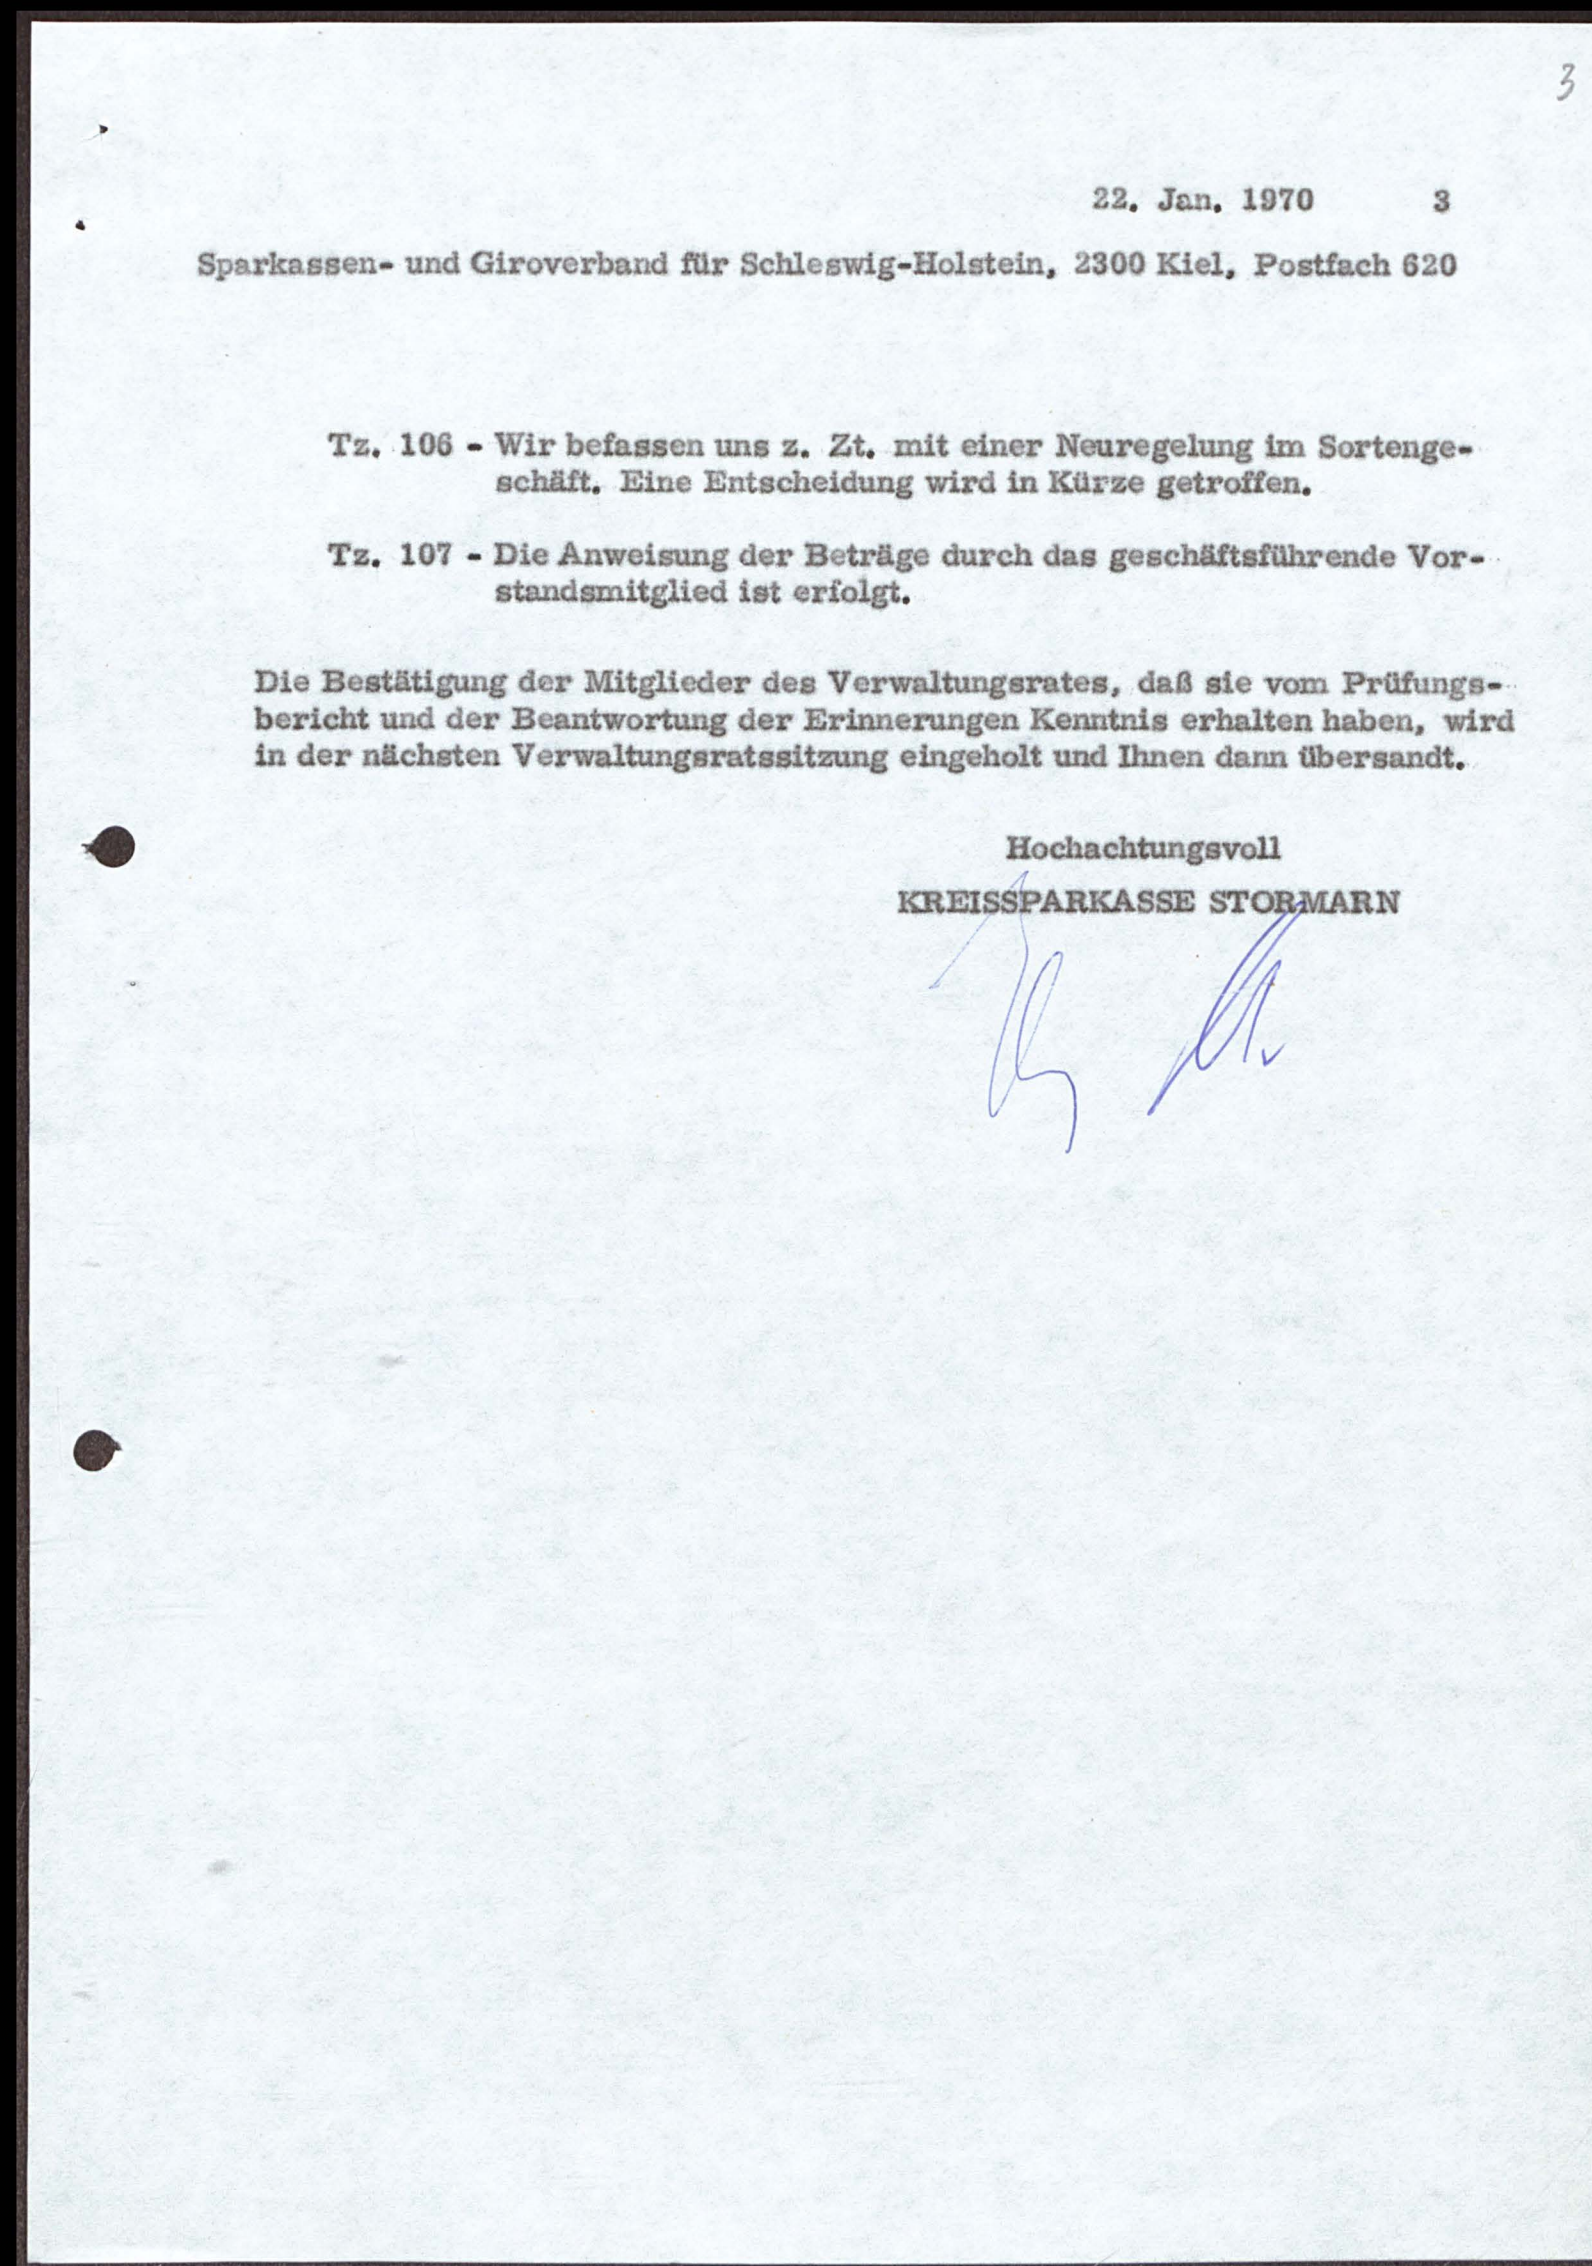 3
22. Jan. 1970 3
Sparkassen- und Giroverband für Schleswig-Holstein, 2300 Kiel, Postfach 620
Tz. 106 - Wir befassen uns z. Zt. mit einer Neuregelung im Sortenge-
schäft. Eine Entscheidung wird in Kürze getroffen.
Tz. 107 - Die Anweisung der Beträge durch das geschäftsführende Vor-
standsmitglied ist erfolgt.
Die Bestätigung der Mitglieder des Verwaltungsrates, daß sie vom Prüfungs-
bericht und der Beantwortung der Erinnerungen Kenntnis erhalten haben, wird
in der nächsten Verwaltungsratssitzung eingeholt und Ihnen dann übersandt.
Hochachtungsvoll
KREISSPARKASSE STORMARN